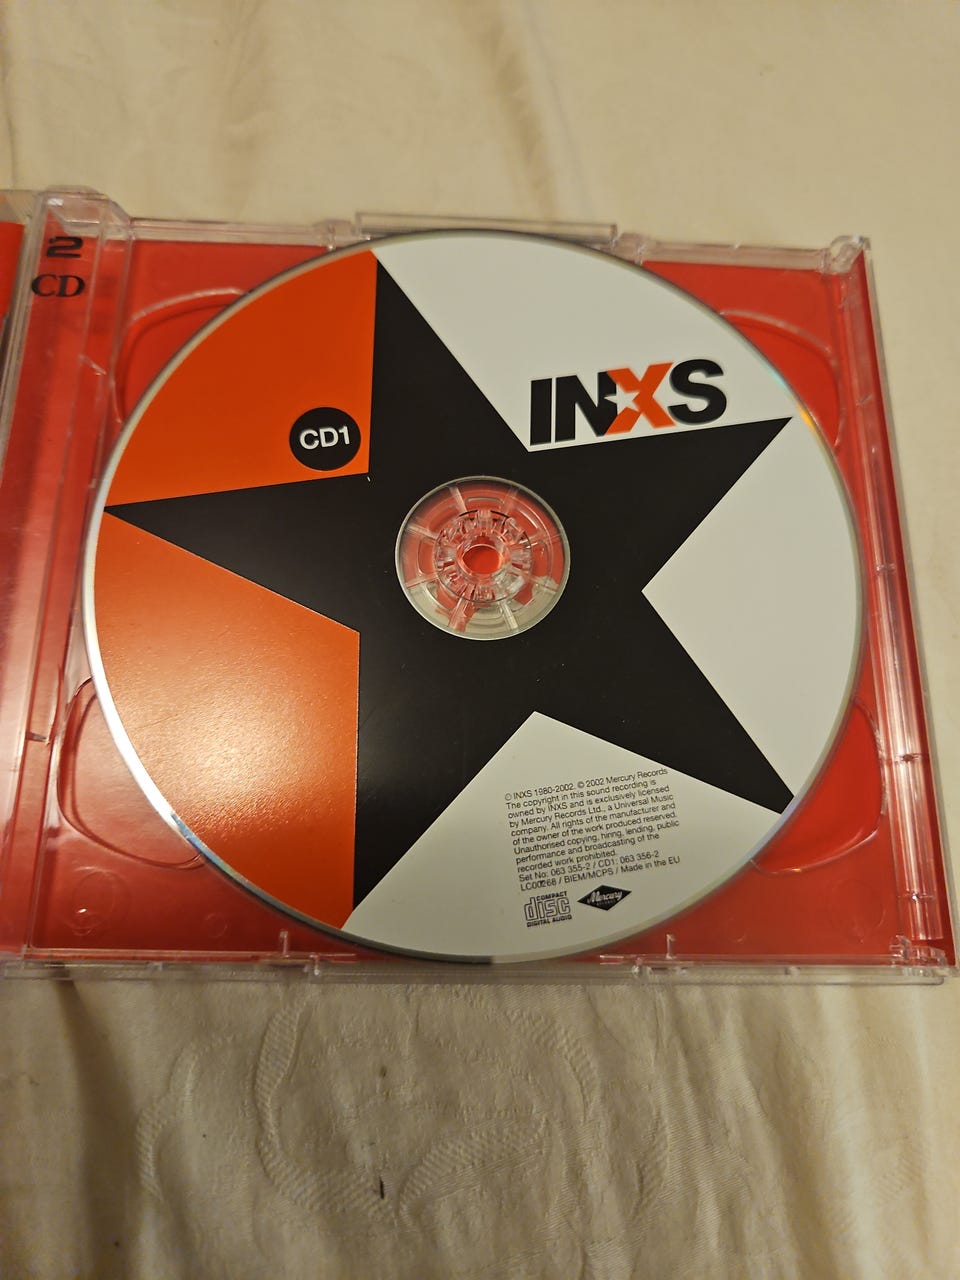 2
CD
INXS
CD1
℗ INXS 1980-2002. © 2002 Mercury Records
The copyright in this sound recording is
owned by INXS and is exclusively licensed
by Mercury Records Ltd., a Universal Music
company. All rights of the manufacturer and
of the owner of the work produced reserved.
Unauthorised copying, hiring, lending, public
performance and broadcasting of the
recorded work prohibited.
Set No: 063 355-2 / CD1: 063 356-2
LC00268 / BIEM/MCPS / Made in the EU
COMPACT
disc
DIGITAL AUDIO
Mercury